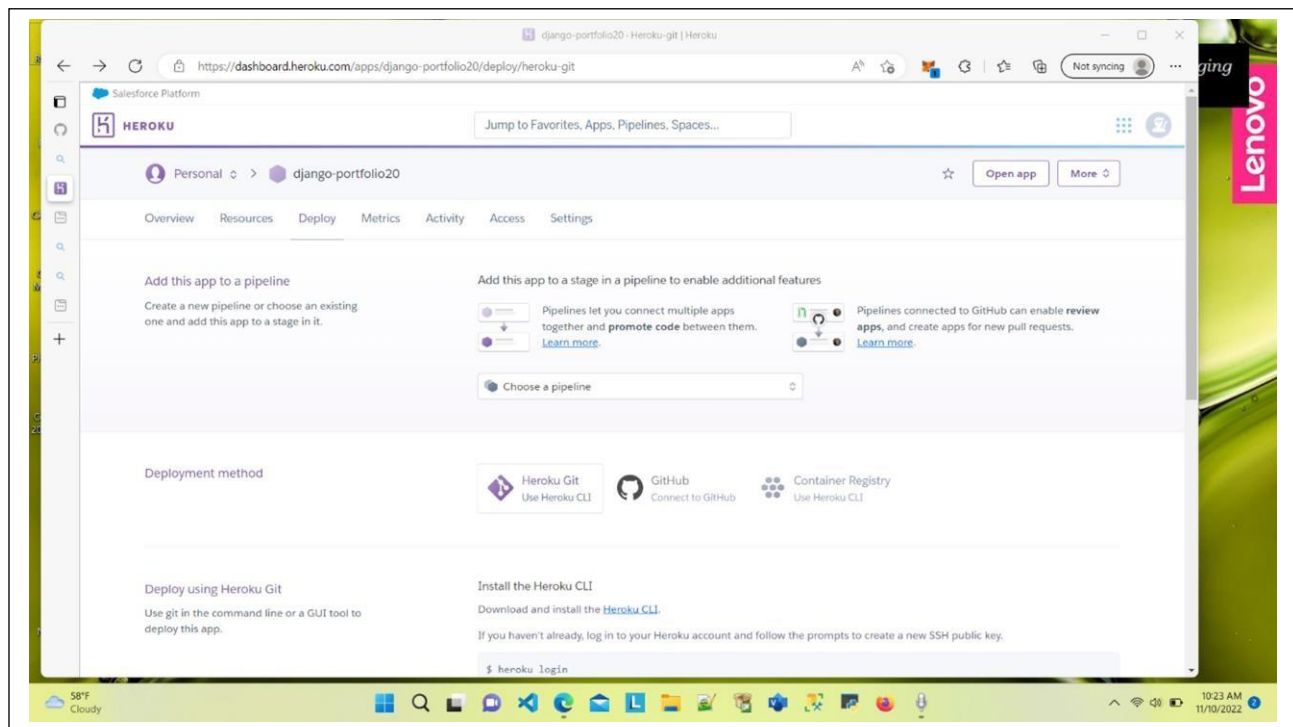 django-portfolio20 - Heroku-git | Heroku
https://dashboard.heroku.com/apps/django-portfolio20/deploy/heroku-git
Not syncing
ging
Lenovo
Salesforce Platform
HEROKU
Jump to Favorites, Apps, Pipelines, Spaces...
Personal > django-portfolio20
Open app
More
Overview Resources Deploy Metrics Activity Access Settings
Add this app to a pipeline
Create a new pipeline or choose an existing
one and add this app to a stage in it.
Add this app to a stage in a pipeline to enable additional features
Pipelines let you connect multiple apps
together and promote code between them.
Learn more.
Pipelines connected to GitHub can enable review
apps, and create apps for new pull requests.
Learn more.
Choose a pipeline
Deployment method
Heroku Git
Use Heroku CLI
GitHub
Connect to GitHub
Container Registry
Use Heroku CLI
Deploy using Heroku Git
Use git in the command line or a GUI tool to
deploy this app.
Install the Heroku CLI
Download and install the Heroku CLI.
If you haven't already, log in to your Heroku account and follow the prompts to create a new SSH public key.
$ heroku login
58°F
Cloudy
10:23 AM
11/10/2022
2